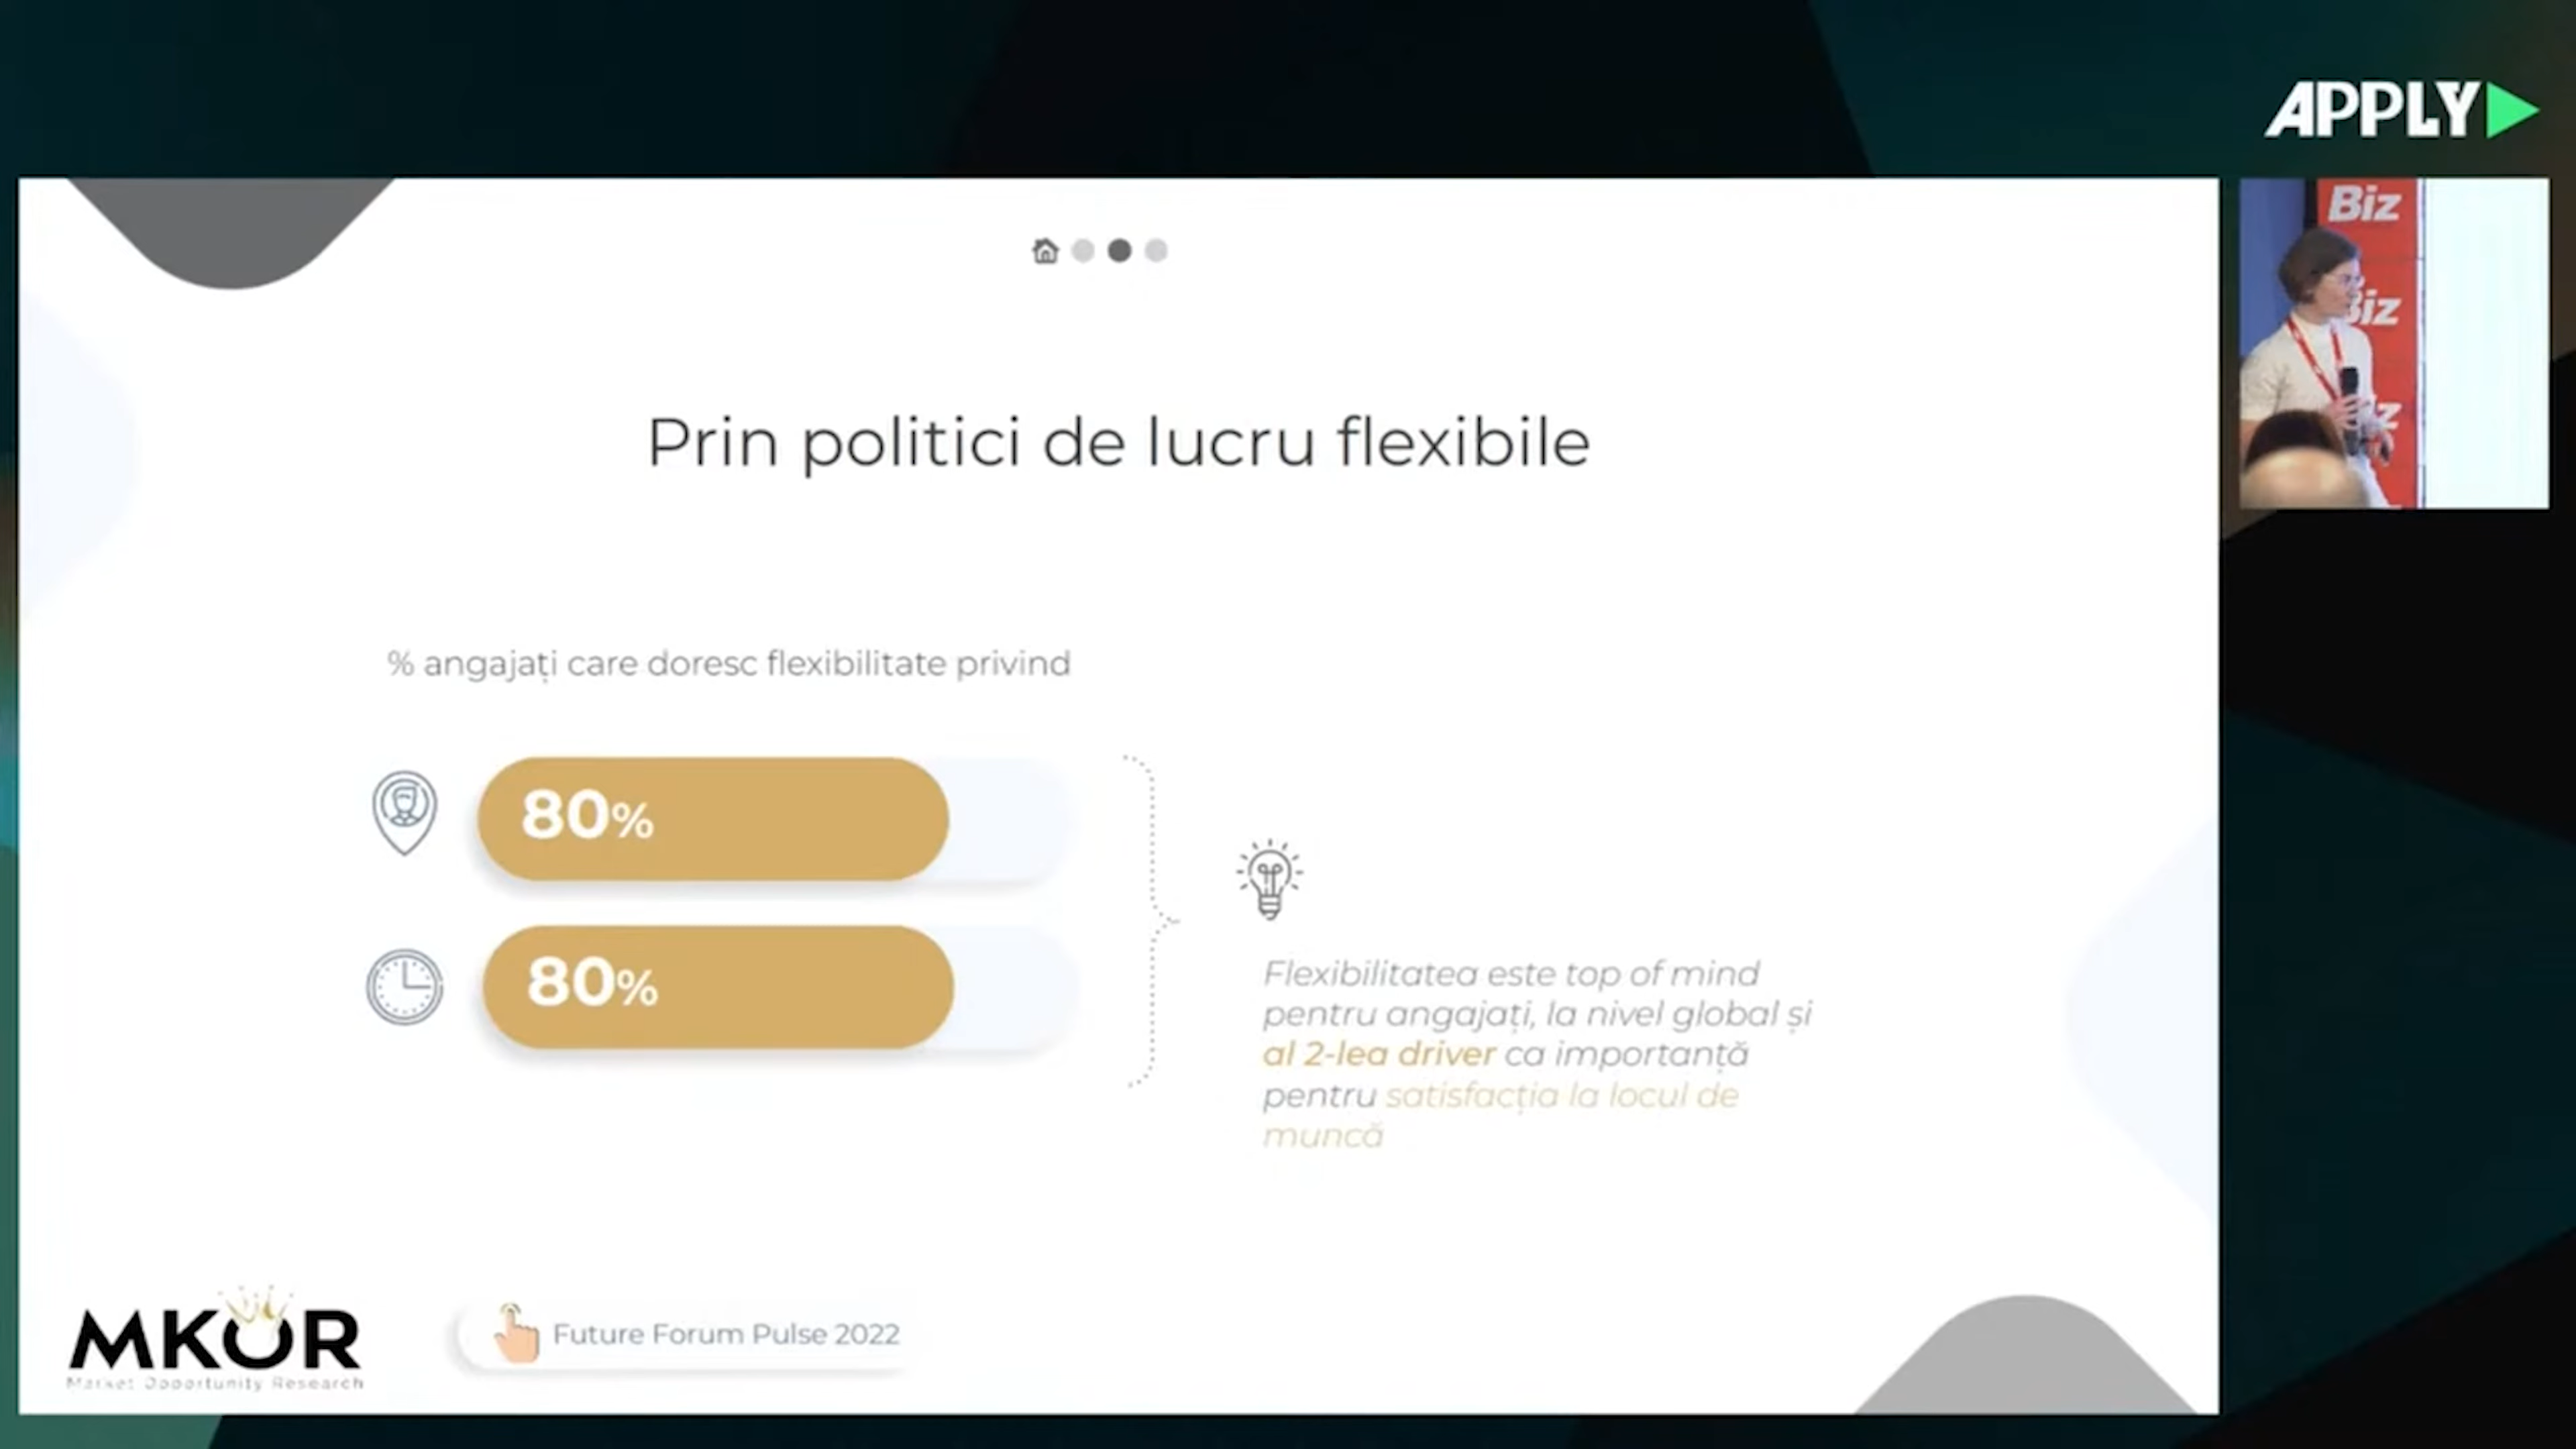 APPLY
Biz
Biz
Prin politici de lucru flexibile
% angajați care doresc flexibilitate privind
80%
80%
Flexibilitatea este top of mind
pentru angajați, la nivel global și
al 2-lea driver ca importanță
pentru satisfacția la locul de
muncă
MKOR
Market Opportunity Research
Future Forum Pulse 2022